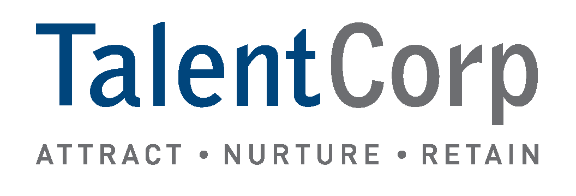 TalentCorp
ATTRACT • NURTURE • RETAIN